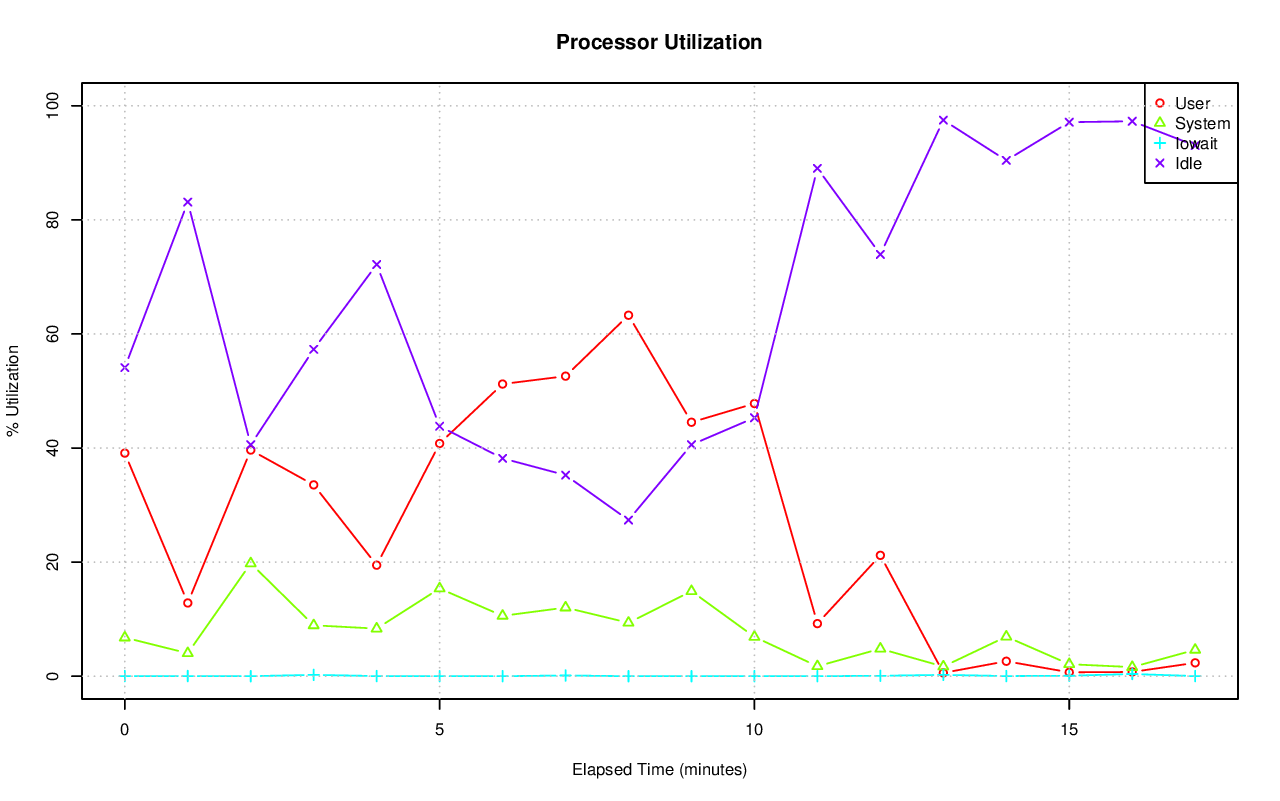 Processor Utilization
% Utilization
100
80
60
40
20
0
User
System
Iowait
Idle
0 5 10 15
Elapsed Time (minutes)